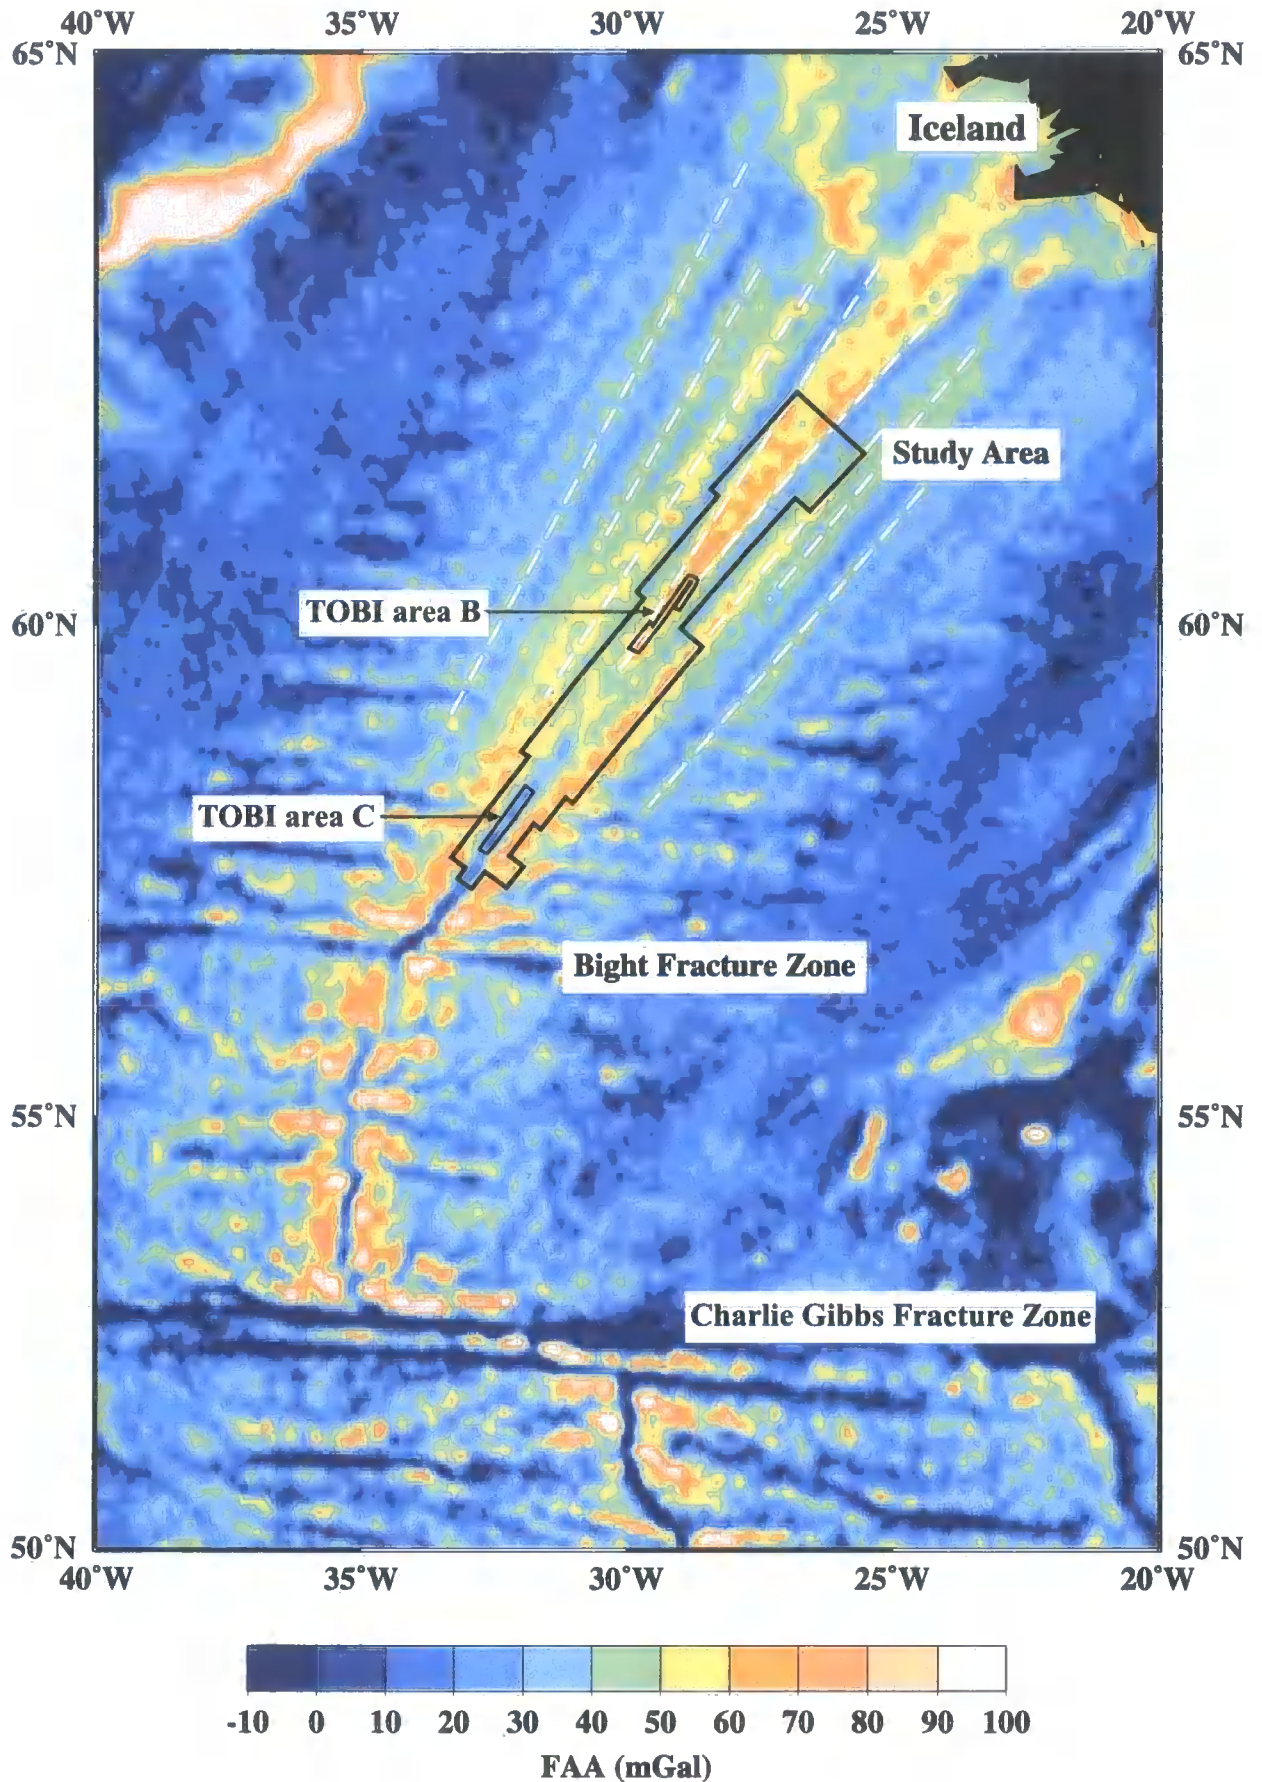 40°W 35°W 30°W 25°W 20°W
65°N 65°N
Iceland
Study Area
TOBI area B
60°N 60°N
TOBI area C
Bight Fracture Zone
55°N 55°N
Charlie Gibbs Fracture Zone
50°N 50°N
40°W 35°W 30°W 25°W 20°W
-10 0 10 20 30 40 50 60 70 80 90 100
FAA (mGal)